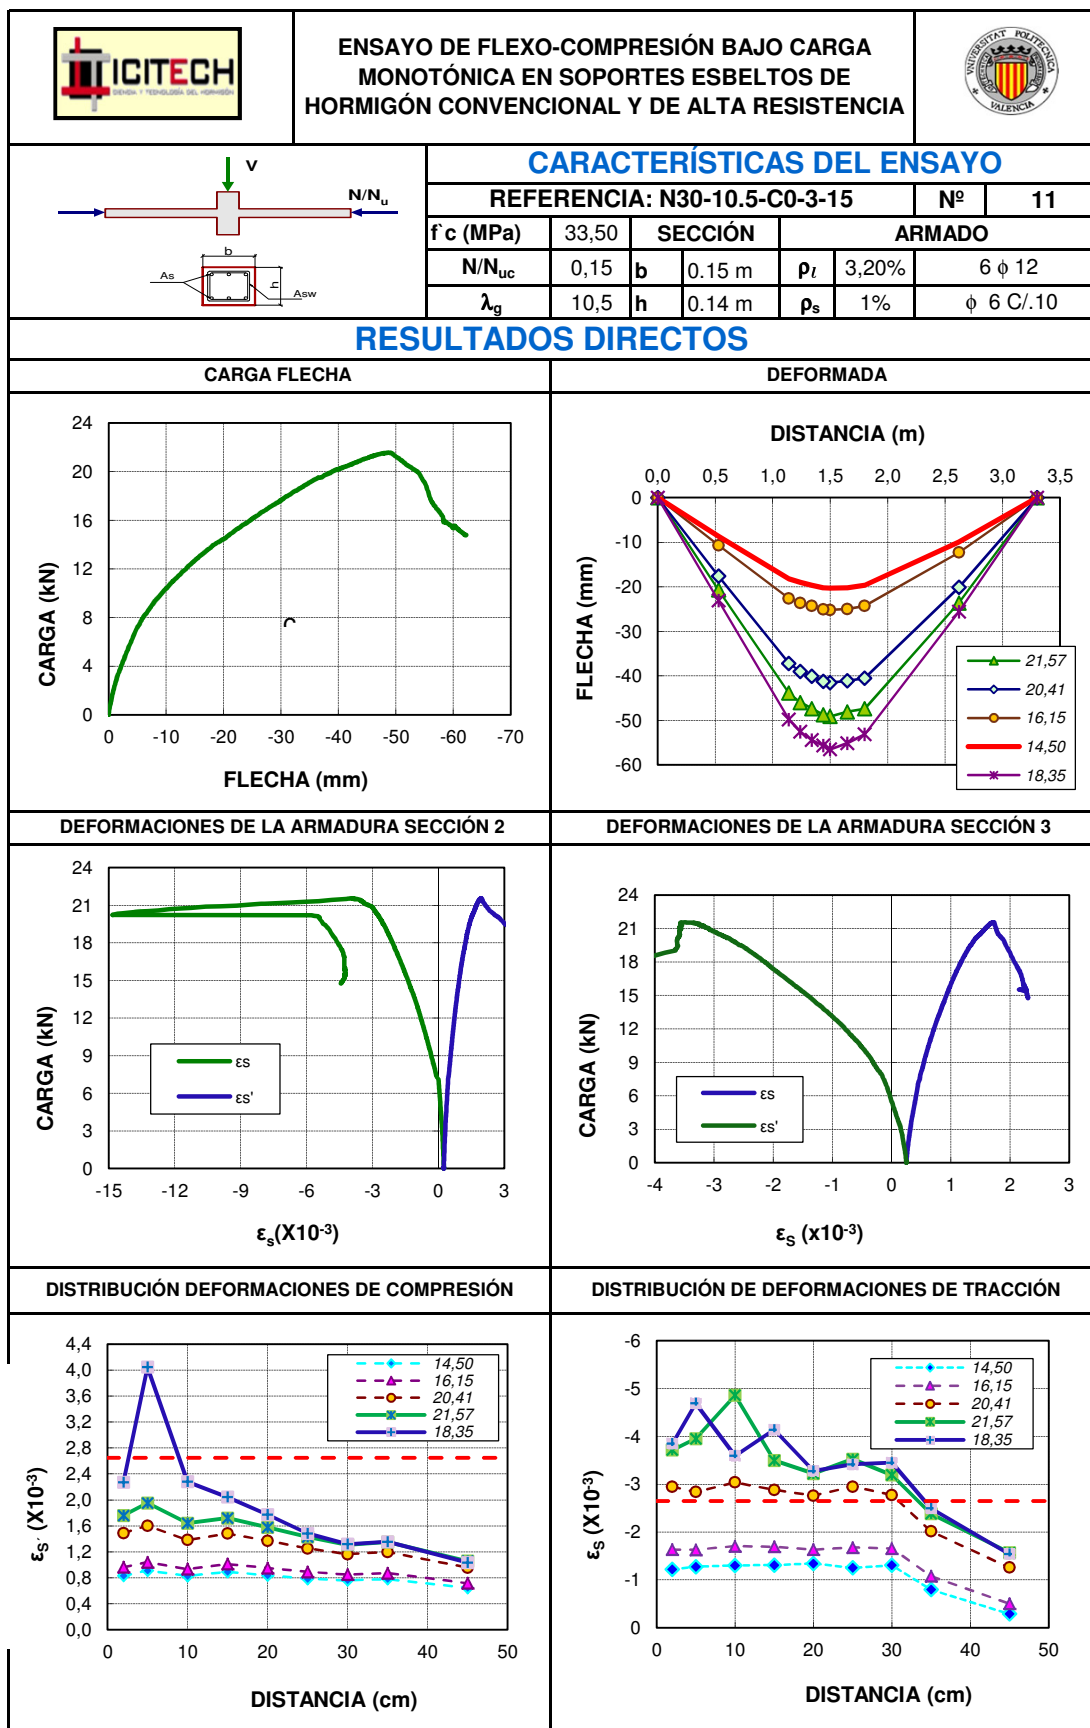 ICITECH
CIENCIA Y TECNOLOGÍA DEL HORMIGÓN
ENSAYO DE FLEXO-COMPRESIÓN BAJO CARGA
MONOTÓNICA EN SOPORTES ESBELTOS DE
HORMIGÓN CONVENCIONAL Y DE ALTA RESISTENCIA
UNIVERSITAT POLITECNICA
VALENCIA
V
N/Nu
b
As
h
Asw
CARACTERÍSTICAS DEL ENSAYO
REFERENCIA: N30-10.5-C0-3-15 Nº 11
f`c (MPa) 33,50 SECCIÓN ARMADO
N/Nuc 0,15 b 0.15 m ρl 3,20% 6 ϕ 12
λg 10,5 h 0.14 m ρs 1% ϕ 6 C/.10
RESULTADOS DIRECTOS
CARGA FLECHA
24
20
16
12
8
4
0
0 -10 -20 -30 -40 -50 -60 -70
CARGA (kN)
FLECHA (mm)
DEFORMADA
DISTANCIA (m)
0,0 0,5 1,0 1,5 2,0 2,5 3,0 3,5
0
-10
-20
-30
-40
-50
-60
FLECHA (mm)
21,57
20,41
16,15
14,50
18,35
DEFORMACIONES DE LA ARMADURA SECCIÓN 2
24
21
18
15
12
9
6
3
0
-15 -12 -9 -6 -3 0 3
CARGA (kN)
εs
εs'
εs(X10-3)
DEFORMACIONES DE LA ARMADURA SECCIÓN 3
24
21
18
15
12
9
6
3
0
-4 -3 -2 -1 0 1 2 3
CARGA (kN)
εs
εs'
εS (x10-3)
DISTRIBUCIÓN DEFORMACIONES DE COMPRESIÓN
4,4
4,0
3,6
3,2
2,8
2,4
2,0
1,6
1,2
0,8
0,4
0,0
0 10 20 30 40 50
εS' (X10-3)
14,50
16,15
20,41
21,57
18,35
DISTANCIA (cm)
DISTRIBUCIÓN DE DEFORMACIONES DE TRACCIÓN
-6
-5
-4
-3
-2
-1
0
0 10 20 30 40 50
εS (X10-3)
14,50
16,15
20,41
21,57
18,35
DISTANCIA (cm)